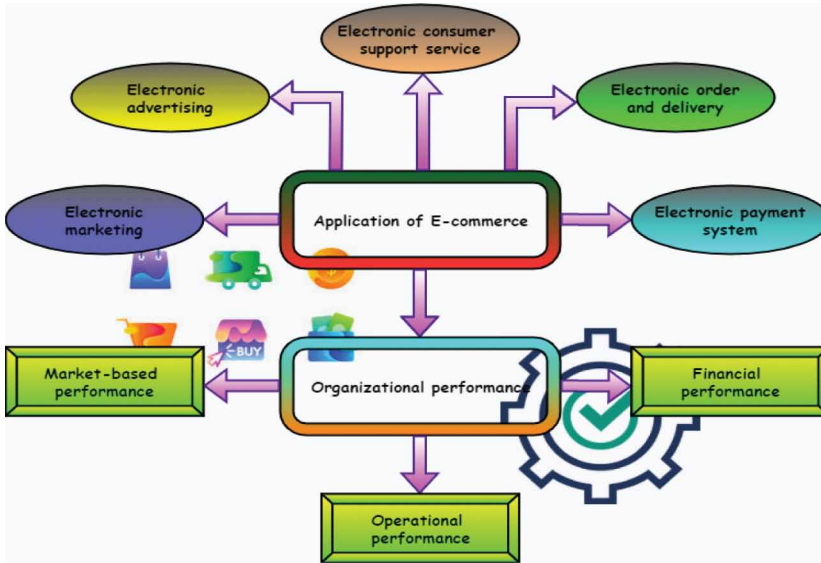 Electronic consumer
support service
Electronic
advertising
Electronic order
and delivery
Electronic
marketing
Application of E-commerce
Electronic payment
system
BUY
Market-based
performance
Organizational performance
Financial
performance
Operational
performance